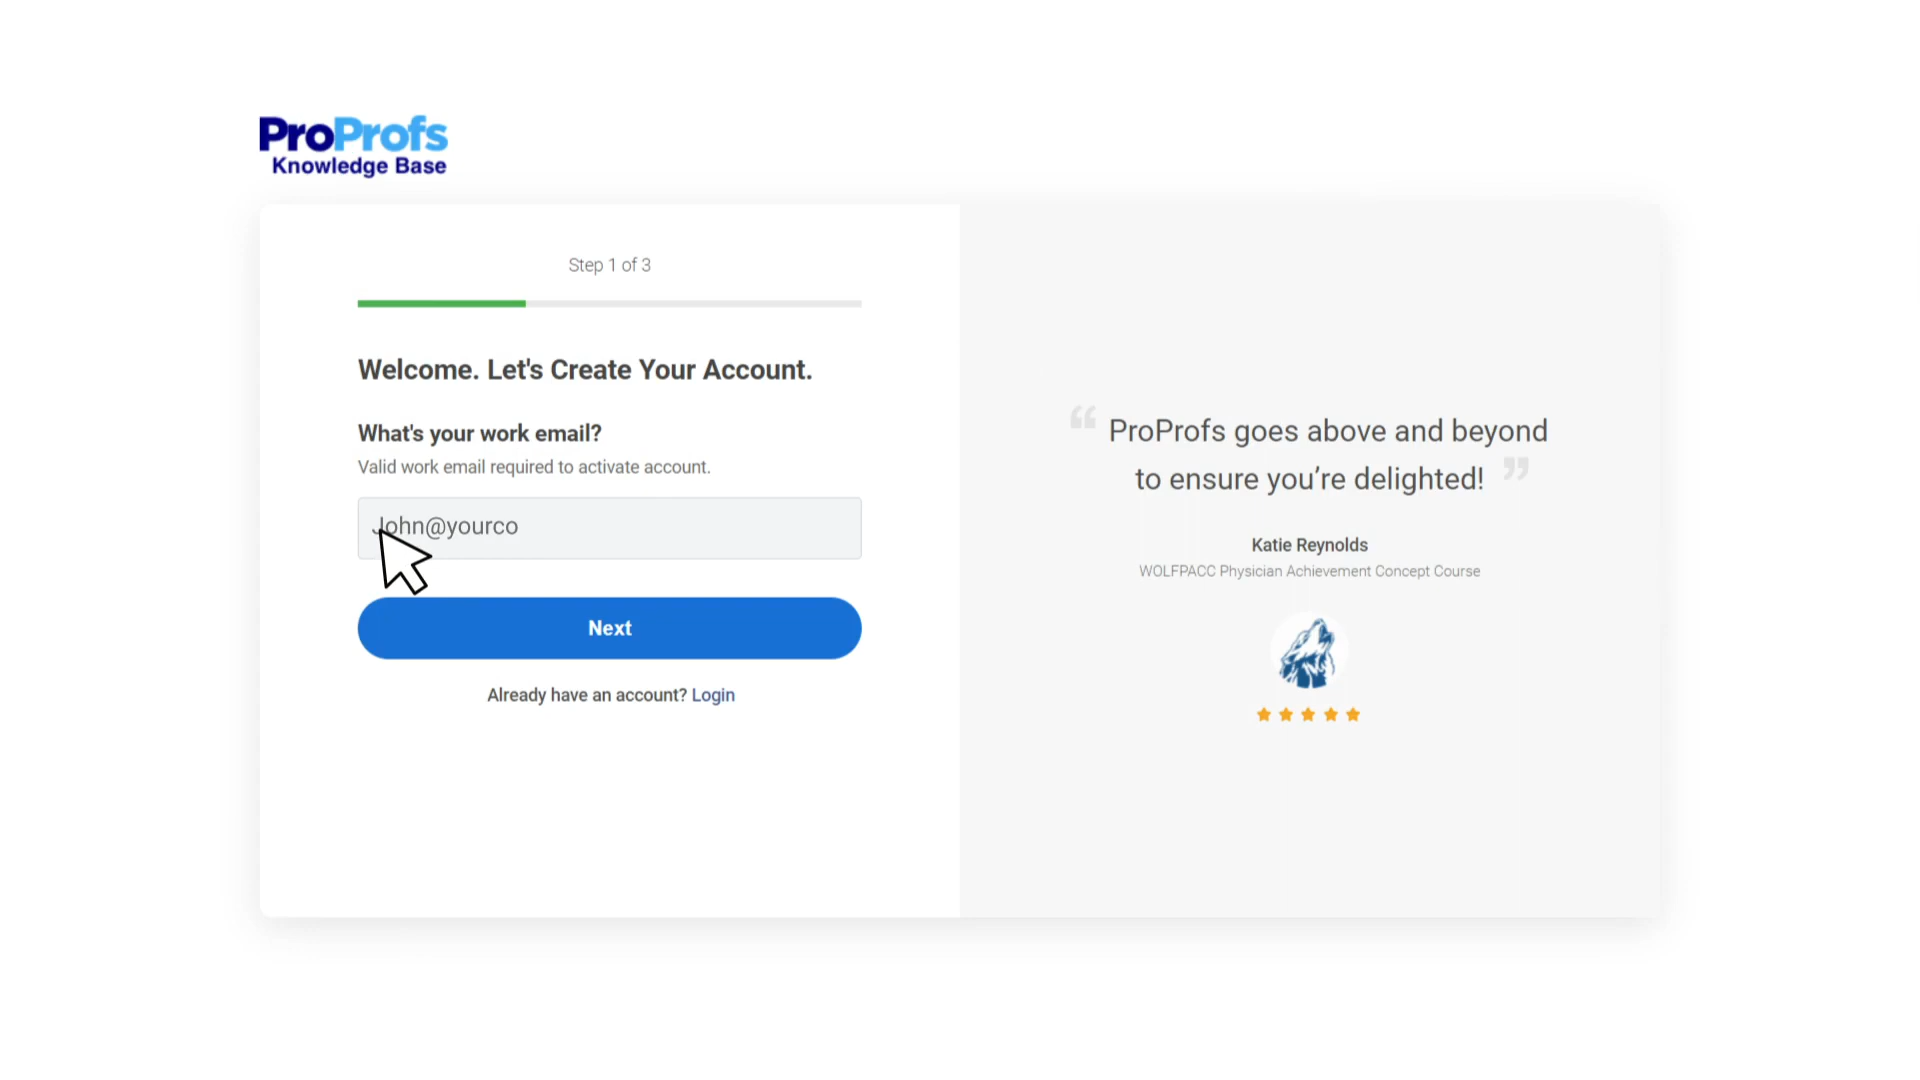 ProProfs
Knowledge Base
Step 1 of 3
Welcome. Let's Create Your Account.
What's your work email?
Valid work email required to activate account.
John@yourco
Next
Already have an account? Login
“ ProProfs goes above and beyond
to ensure you’re delighted! ”
Katie Reynolds
WOLFPACC Physician Achievement Concept Course